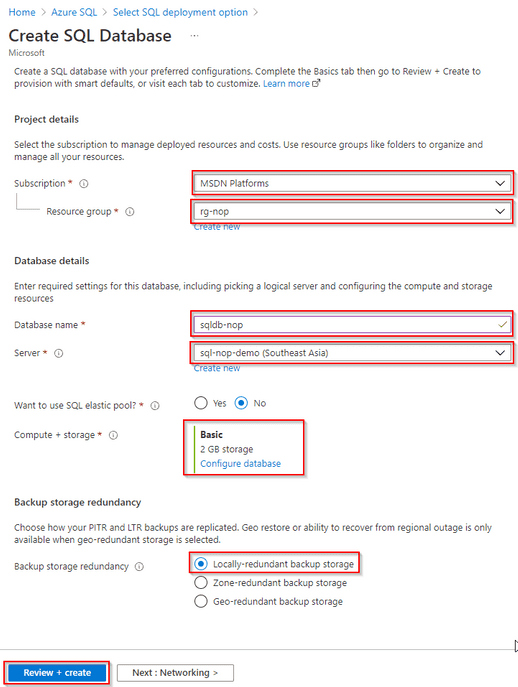 Home > Azure SQL > Select SQL deployment option >
Create SQL Database ...
Microsoft
Create a SQL database with your preferred configurations. Complete the Basics tab then go to Review + Create to
provision with smart defaults, or visit each tab to customize. Learn more
Project details
Select the subscription to manage deployed resources and costs. Use resource groups like folders to organize and
manage all your resources.
Subscription *
MSDN Platforms
Resource group *
rg-nop
Create new
Database details
Enter required settings for this database, including picking a logical server and configuring the compute and storage
resources
Database name *
sqldb-nop
Server *
sql-nop-demo (Southeast Asia)
Create new
Want to use SQL elastic pool? *
Yes No
Compute + storage *
Basic
2 GB storage
Configure database
Backup storage redundancy
Choose how your PITR and LTR backups are replicated. Geo restore or ability to recover from regional outage is only
available when geo-redundant storage is selected.
Backup storage redundancy
Locally-redundant backup storage
Zone-redundant backup storage
Geo-redundant backup storage
Review + create
Next : Networking >